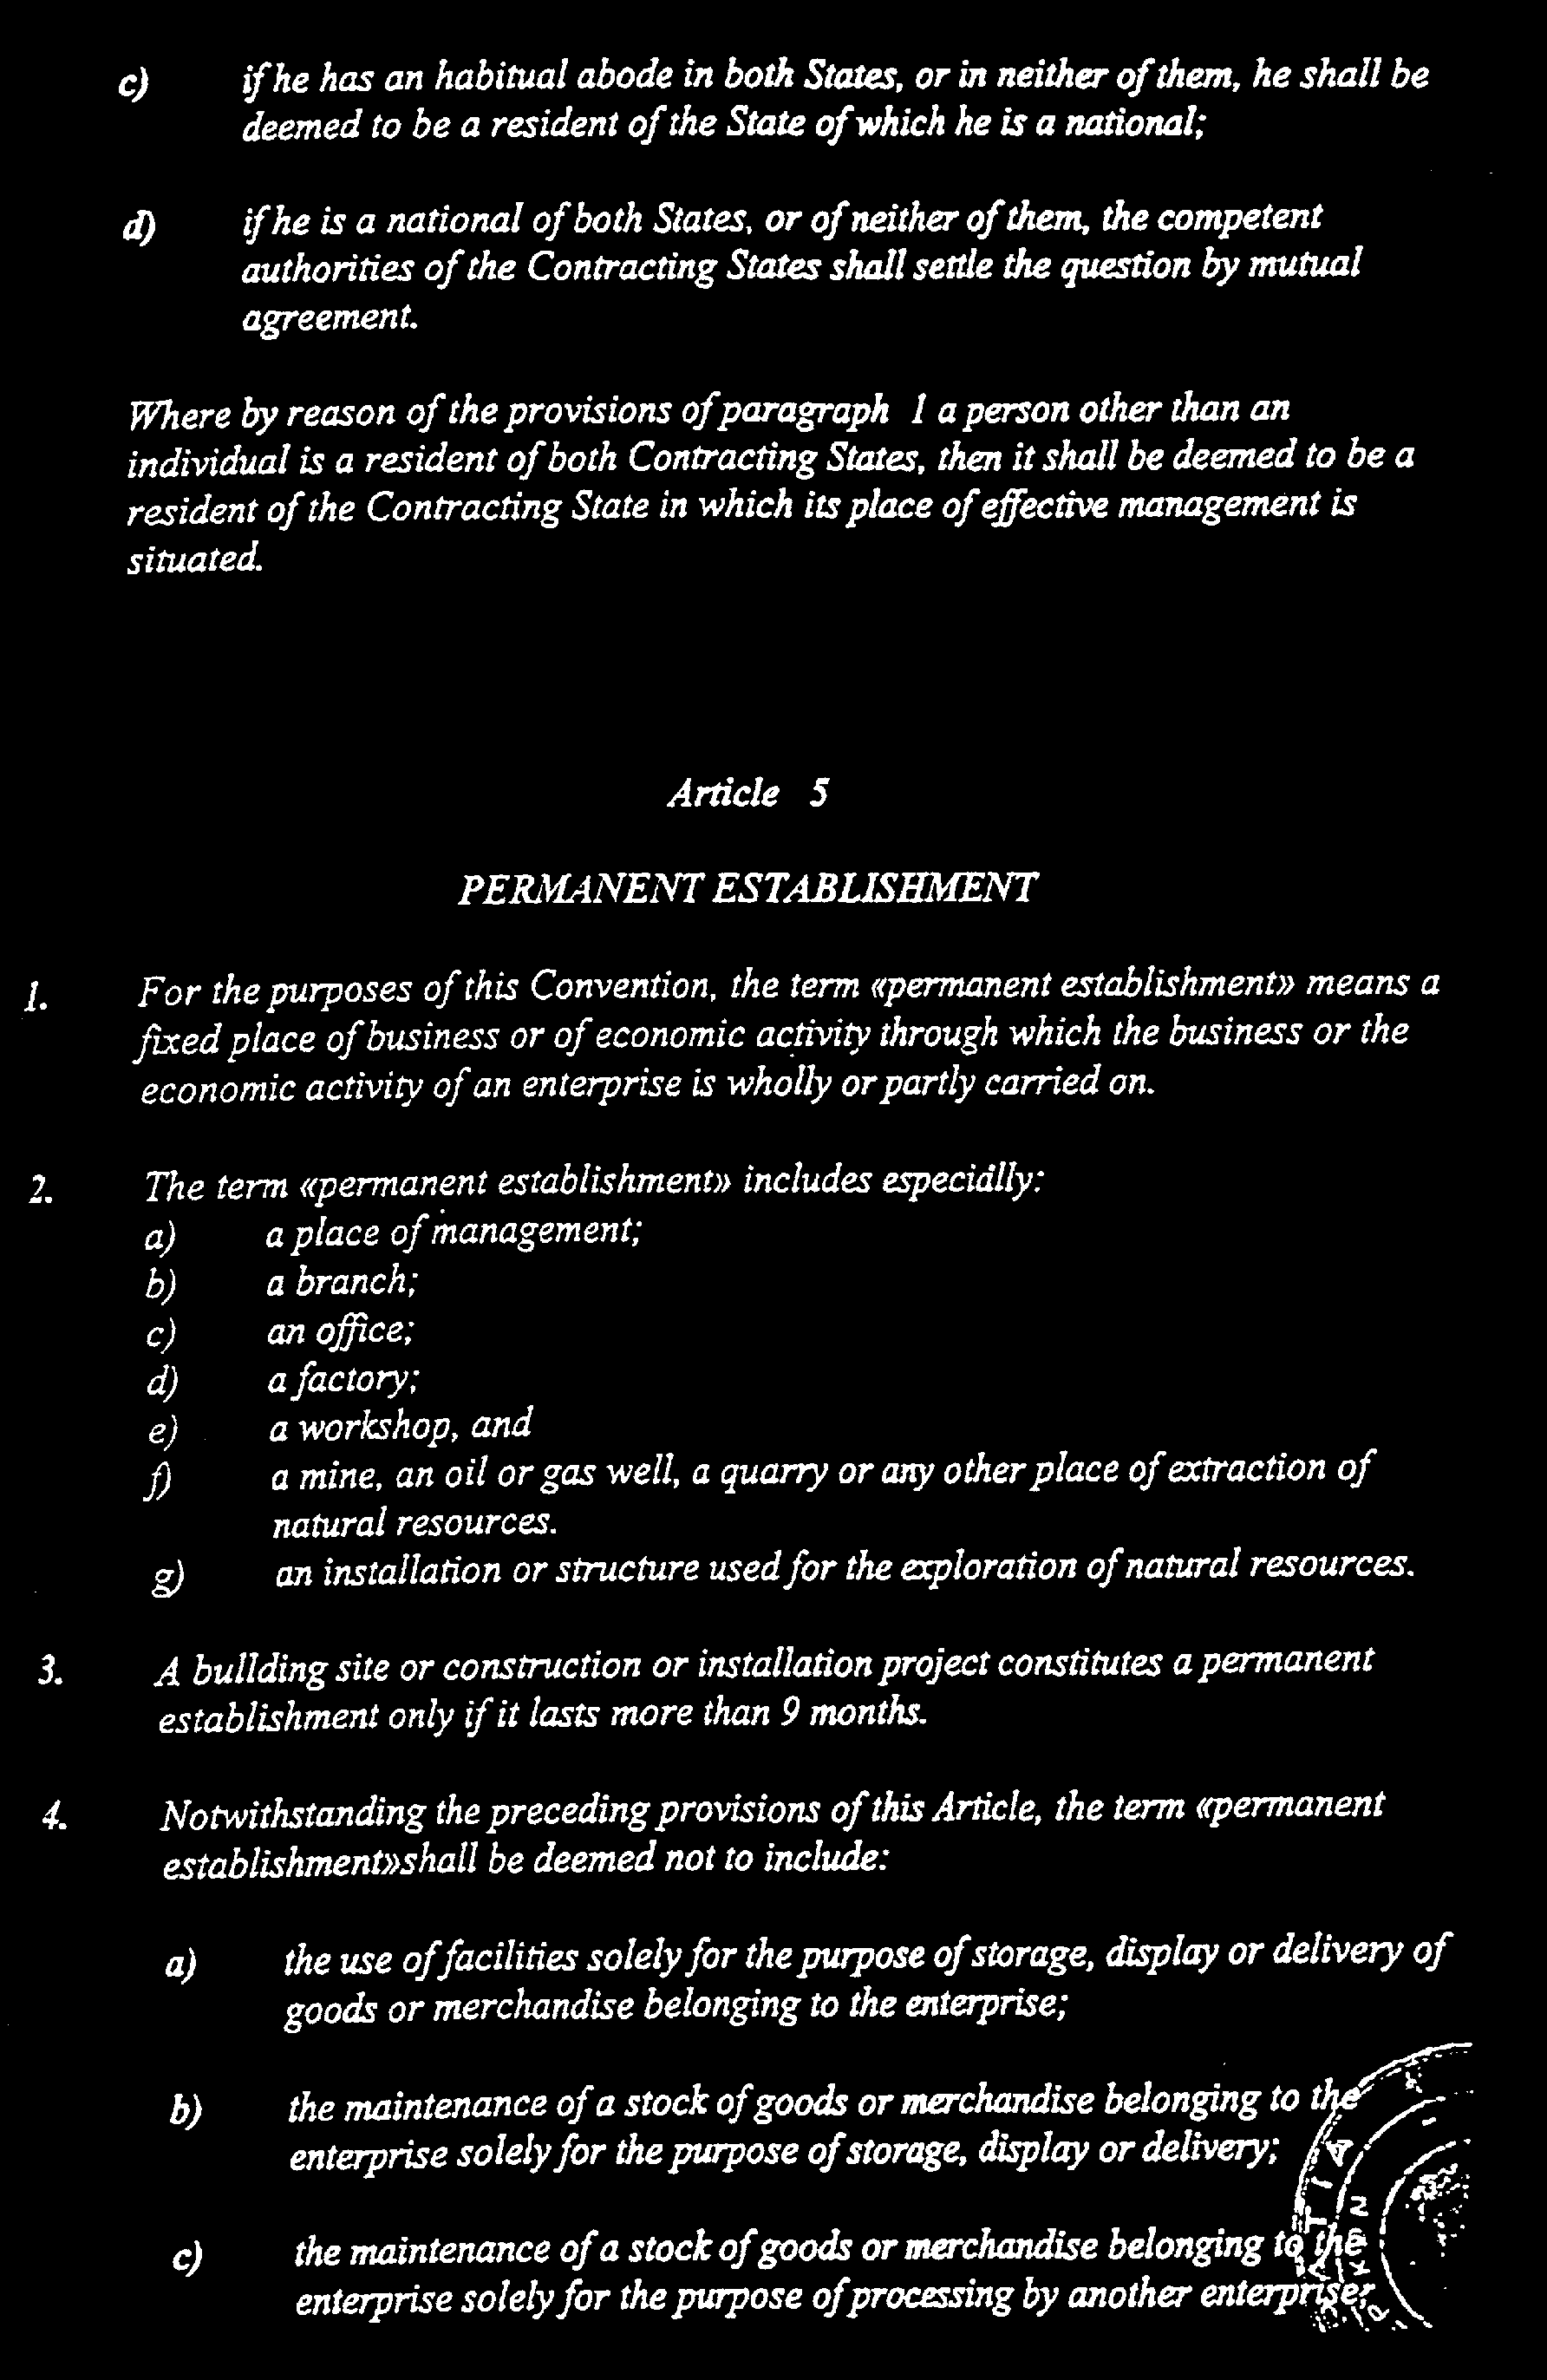 c) if he has an habitual abode in both States, or in neither of them, he shall be
deemed to be a resident of the State of which he is a national;
d) if he is a national of both States, or of neither of them, the competent
authorities of the Contracting States shall settle the question by mutual
agreement.
Where by reason of the provisions of paragraph 1 a person other than an
individual is a resident of both Contracting States, then it shall be deemed to be a
resident of the Contracting State in which its place of effective management is
situated.
Article 5
PERMANENT ESTABLISHMENT
1. For the purposes of this Convention, the term «permanent establishment» means a
fixed place of business or of economic activity through which the business or the
economic activity of an enterprise is wholly or partly carried on.
2. The term «permanent establishment» includes especially:
a) a place of management;
b) a branch;
c) an office;
d) a factory;
e) a workshop, and
f) a mine, an oil or gas well, a quarry or any other place of extraction of
natural resources.
g) an installation or structure used for the exploration of natural resources.
3. A bullding site or construction or installation project constitutes a permanent
establishment only if it lasts more than 9 months.
4. Notwithstanding the preceding provisions of this Article, the term «permanent
establishment»shall be deemed not to include:
a) the use of facilities solely for the purpose of storage, display or delivery of
goods or merchandise belonging to the enterprise;
b) the maintenance of a stock of goods or merchandise belonging to the
enterprise solely for the purpose of storage, display or delivery;
c) the maintenance of a stock of goods or merchandise belonging to the
enterprise solely for the purpose of processing by another enterprise;